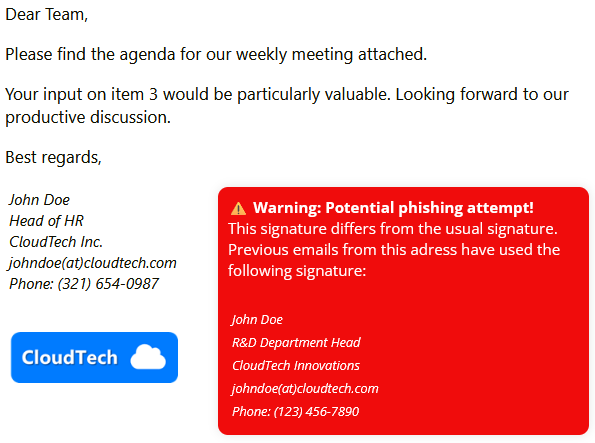 Dear Team,
Please find the agenda for our weekly meeting attached.
Your input on item 3 would be particularly valuable. Looking forward to our
productive discussion.
Best regards,
John Doe
Head of HR
CloudTech Inc.
johndoe(at)cloudtech.com
Phone: (321) 654-0987
CloudTech
Warning: Potential phishing attempt!
This signature differs from the usual signature.
Previous emails from this adress have used the
following signature:
John Doe
R&D Department Head
CloudTech Innovations
johndoe(at)cloudtech.com
Phone: (123) 456-7890